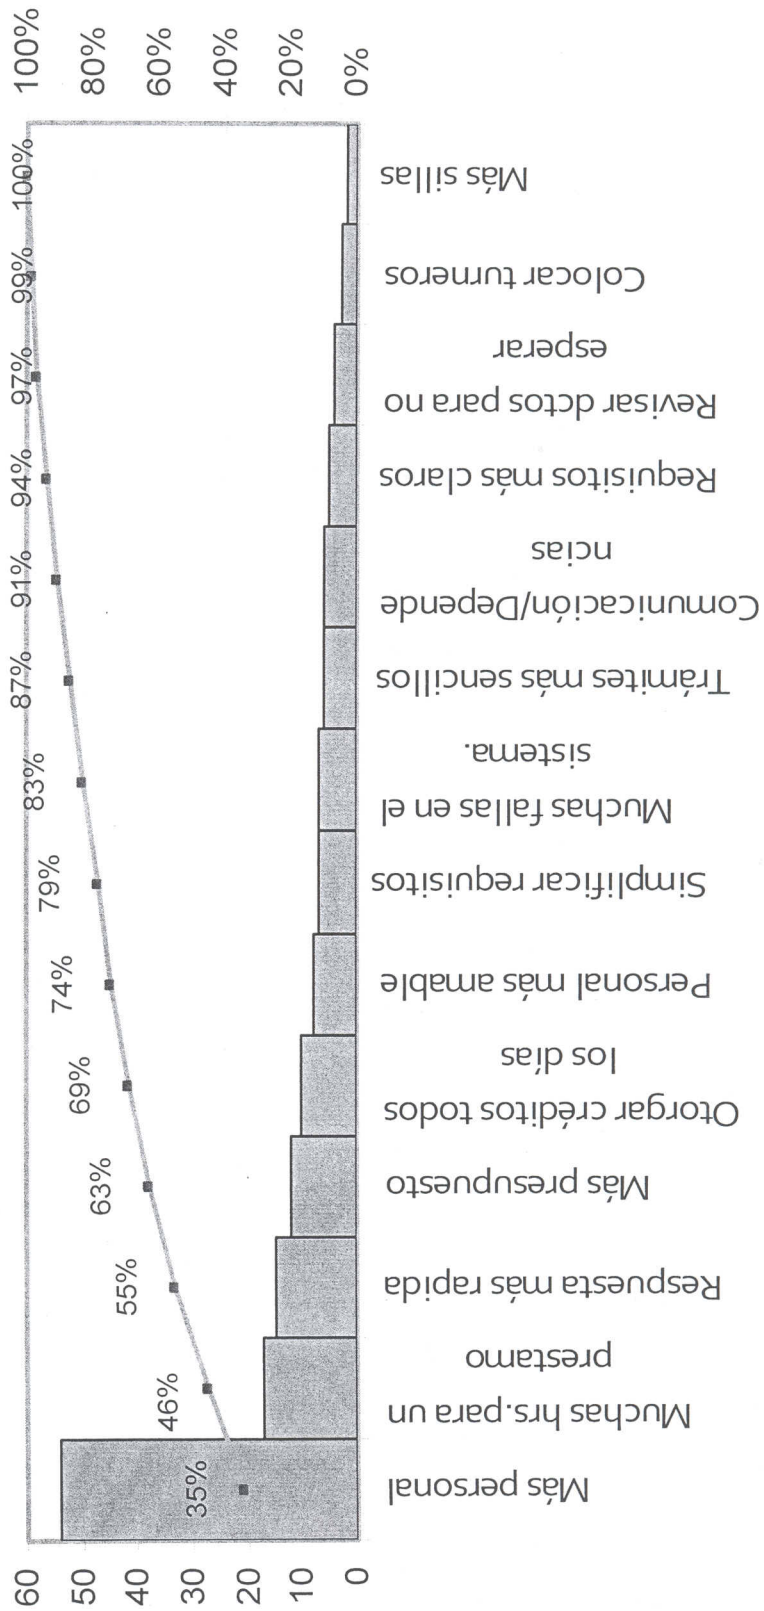 100%
80%
60%
40%
20%
0%
60
50
40
30
20
10
0
35%
46%
55%
63%
69%
74%
79%
83%
87%
91%
94%
97%
99%
100%
Más personal
Muchas hrs.para un
prestamo
Respuesta más rapida
Más presupuesto
Otorgar créditos todos
los días
Personal más amable
Simplificar requisitos
Muchas fallas en el
sistema.
Trámites más sencillos
Comunicación/Depende
ncias
Requisitos más claros
Revisar dctos para no
esperar
Colocar turneros
Más sillas